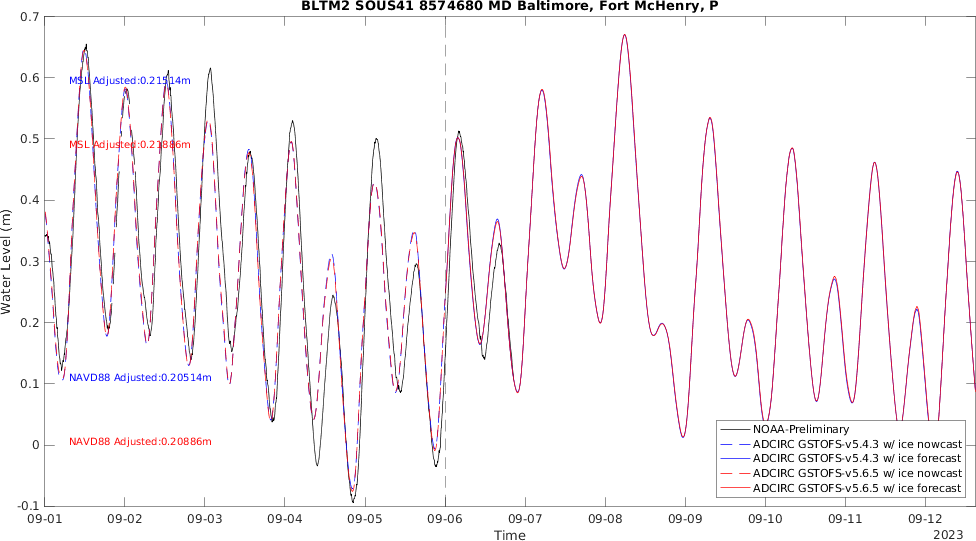 BLTM2 SOUS41 8574680 MD Baltimore, Fort McHenry, P
0.7
0.6
0.5
0.4
0.3
0.2
0.1
0
-0.1
Water Level (m)
MSL Adjusted:0.21514m
MSL Adjusted:0.21886m
NAVD88 Adjusted:0.20514m
NAVD88 Adjusted:0.20886m
NOAA-Preliminary
ADCIRC GSTOFS-v5.4.3 w/ ice nowcast
ADCIRC GSTOFS-v5.4.3 w/ ice forecast
ADCIRC GSTOFS-v5.6.5 w/ ice nowcast
ADCIRC GSTOFS-v5.6.5 w/ ice forecast
09-01 09-02 09-03 09-04 09-05 09-06 09-07 09-08 09-09 09-10 09-11 09-12
Time
2023